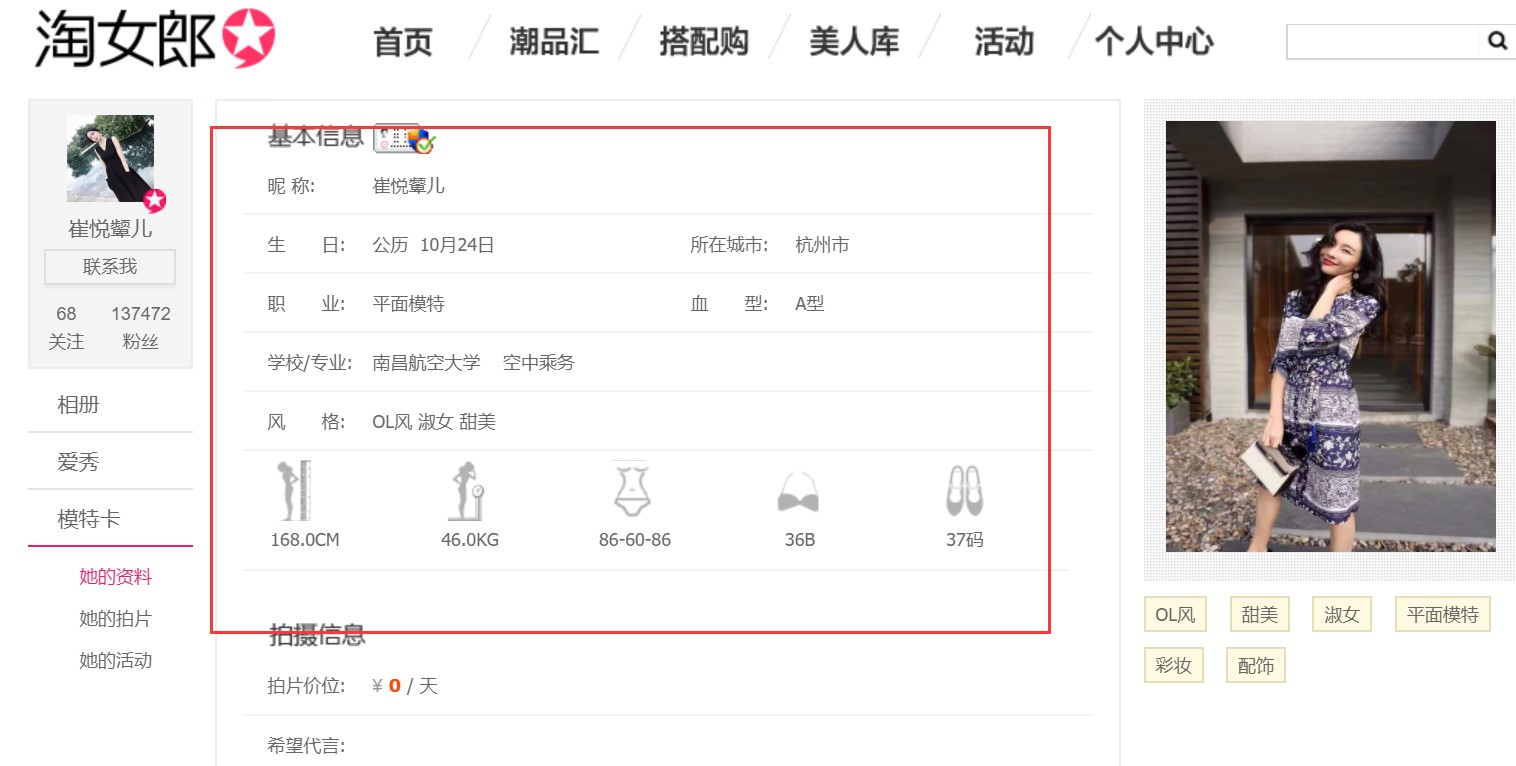 淘女郎
首页 潮品汇 搭配购 美人库 活动 个人中心
崔悦颦儿
联系我
68 137472
关注 粉丝
相册
爱秀
模特卡
她的资料
她的拍片
她的活动
基本信息
昵 称: 崔悦颦儿
生 日: 公历 10月24日 所在城市: 杭州市
职 业: 平面模特 血 型: A型
学校/专业: 南昌航空大学 空中乘务
风 格: OL风 淑女 甜美
168.0CM 46.0KG 86-60-86 36B 37码
拍摄信息
拍片价位: ¥ 0 / 天
希望代言:
OL风 甜美 淑女 平面模特
彩妆 配饰